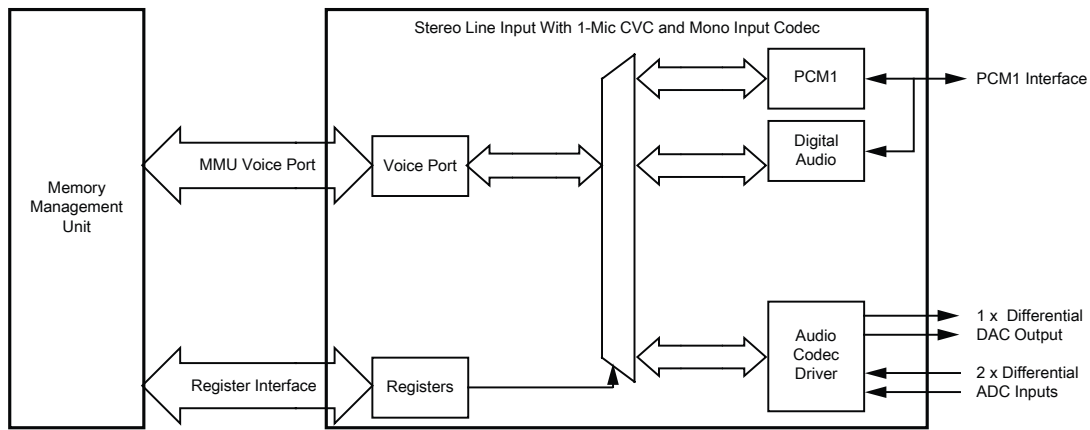 Stereo Line Input With 1-Mic CVC and Mono Input Codec
PCM1
PCM1 Interface
Digital
Audio
MMU Voice Port
Voice Port
Memory
Management
Unit
1 x Differential
DAC Output
Audio
Codec
Driver
2 x Differential
ADC Inputs
Register Interface
Registers